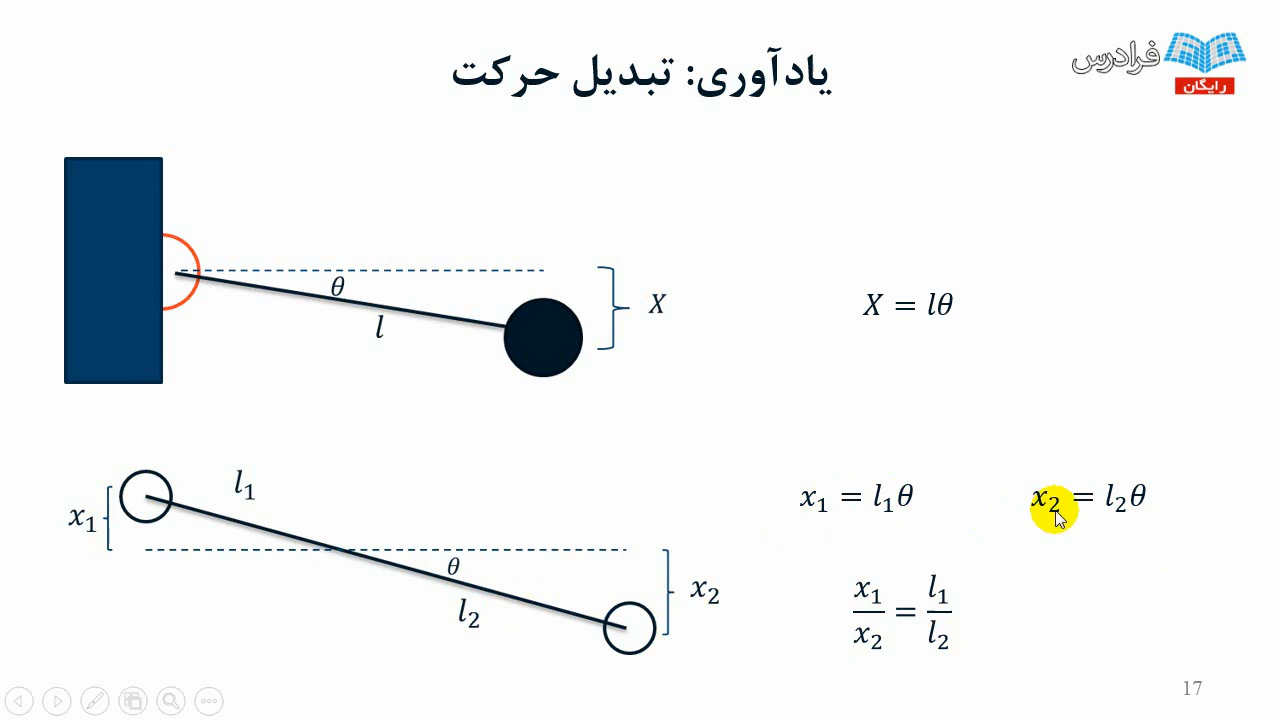 یادآوری: تبدیل حرکت
فرادرس
رایگان
θ
l
X
X = lθ
l₁
x₁
θ
l₂
x₂
x₁ = l₁θ
x₂ = l₂θ
x₁/x₂ = l₁/l₂
17